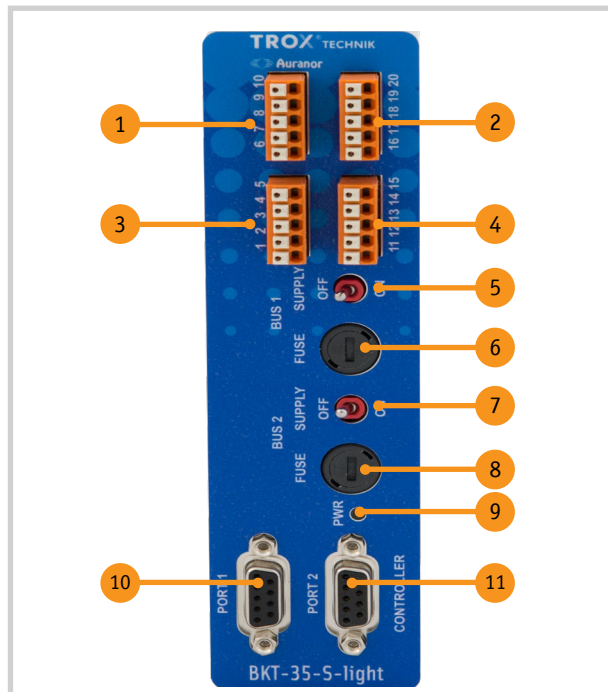 TROX® TECHNIK
Auranor
6 7 8 9 10
16 17 18 19 20
1
2
1 2 3 4 5
11 12 13 14 15
3
4
BUS 1
SUPPLY
OFF
ON
5
FUSE
6
BUS 2
SUPPLY
OFF
ON
7
FUSE
8
PWR
9
PORT 1
10
PORT 2
11
CONTROLLER
BKT-35-S-light